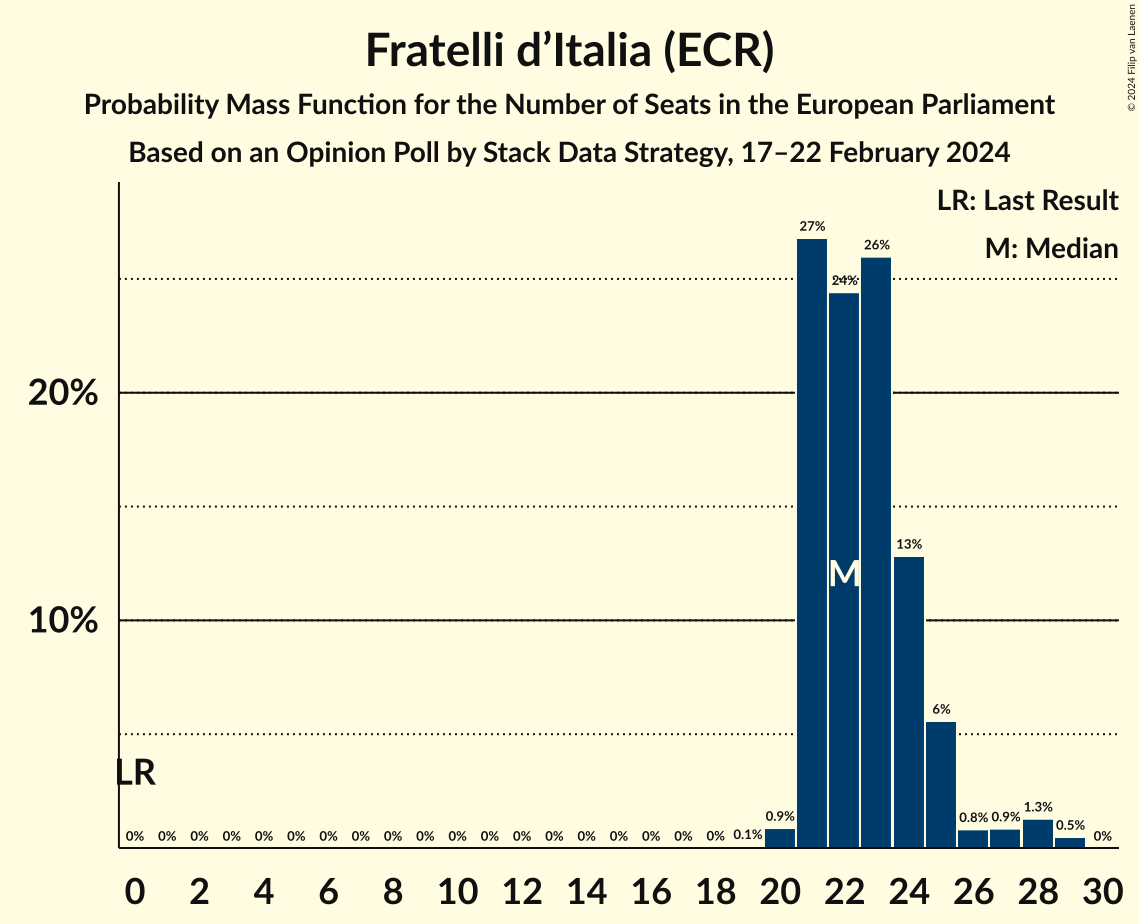 Fratelli d’Italia (ECR)
Probability Mass Function for the Number of Seats in the European Parliament
Based on an Opinion Poll by Stack Data Strategy, 17–22 February 2024
© 2024 Filip van Laenen
LR: Last Result
M: Median
27%
26%
24%
20%
13%
M
10%
6%
LR
0% 0% 0% 0% 0% 0% 0% 0% 0% 0% 0% 0% 0% 0% 0% 0% 0% 0% 0% 0.1% 0.9% 0.8% 0.9% 1.3% 0.5% 0%
0 2 4 6 8 10 12 14 16 18 20 22 24 26 28 30